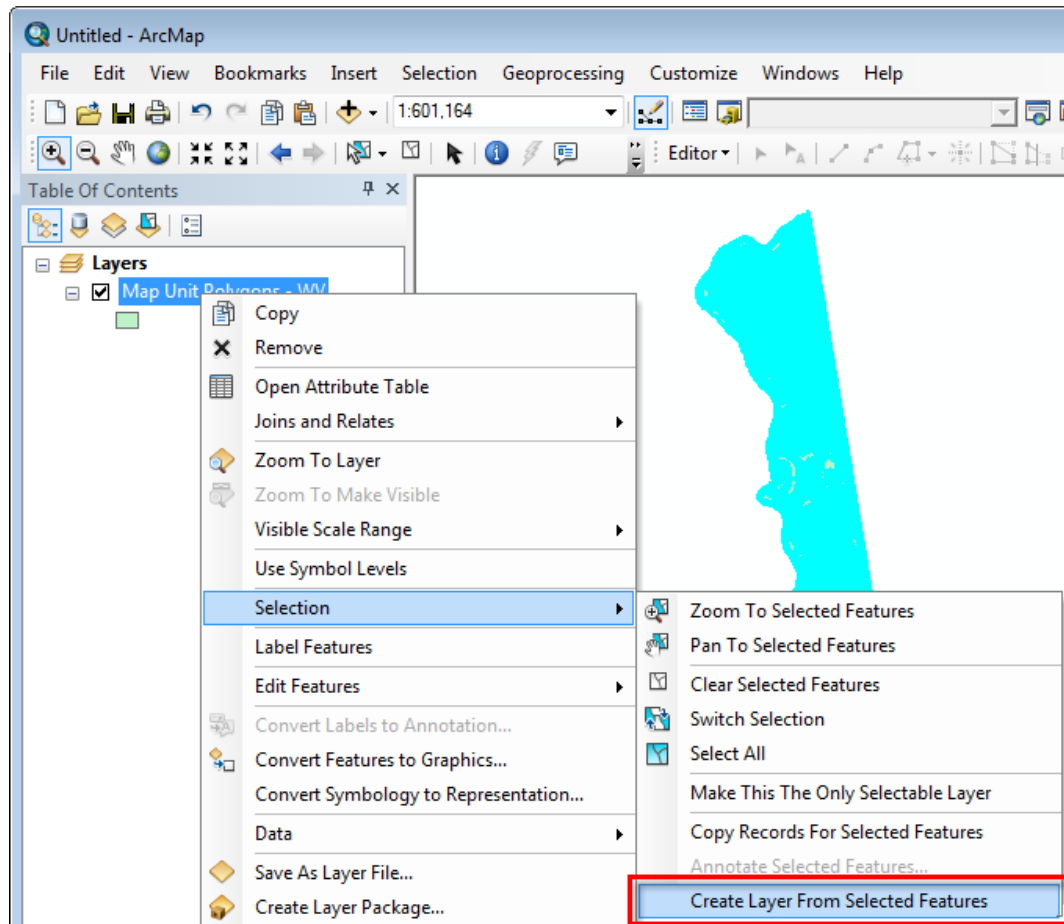 Untitled - ArcMap
File Edit View Bookmarks Insert Selection Geoprocessing Customize Windows Help
1:601,164
Editor
Table Of Contents
Layers
Map Unit Polygons - WV
Copy
Remove
Open Attribute Table
Joins and Relates
Zoom To Layer
Zoom To Make Visible
Visible Scale Range
Use Symbol Levels
Selection
Label Features
Edit Features
Convert Labels to Annotation...
Convert Features to Graphics...
Convert Symbology to Representation...
Data
Save As Layer File...
Create Layer Package...
Zoom To Selected Features
Pan To Selected Features
Clear Selected Features
Switch Selection
Select All
Make This The Only Selectable Layer
Copy Records For Selected Features
Annotate Selected Features...
Create Layer From Selected Features